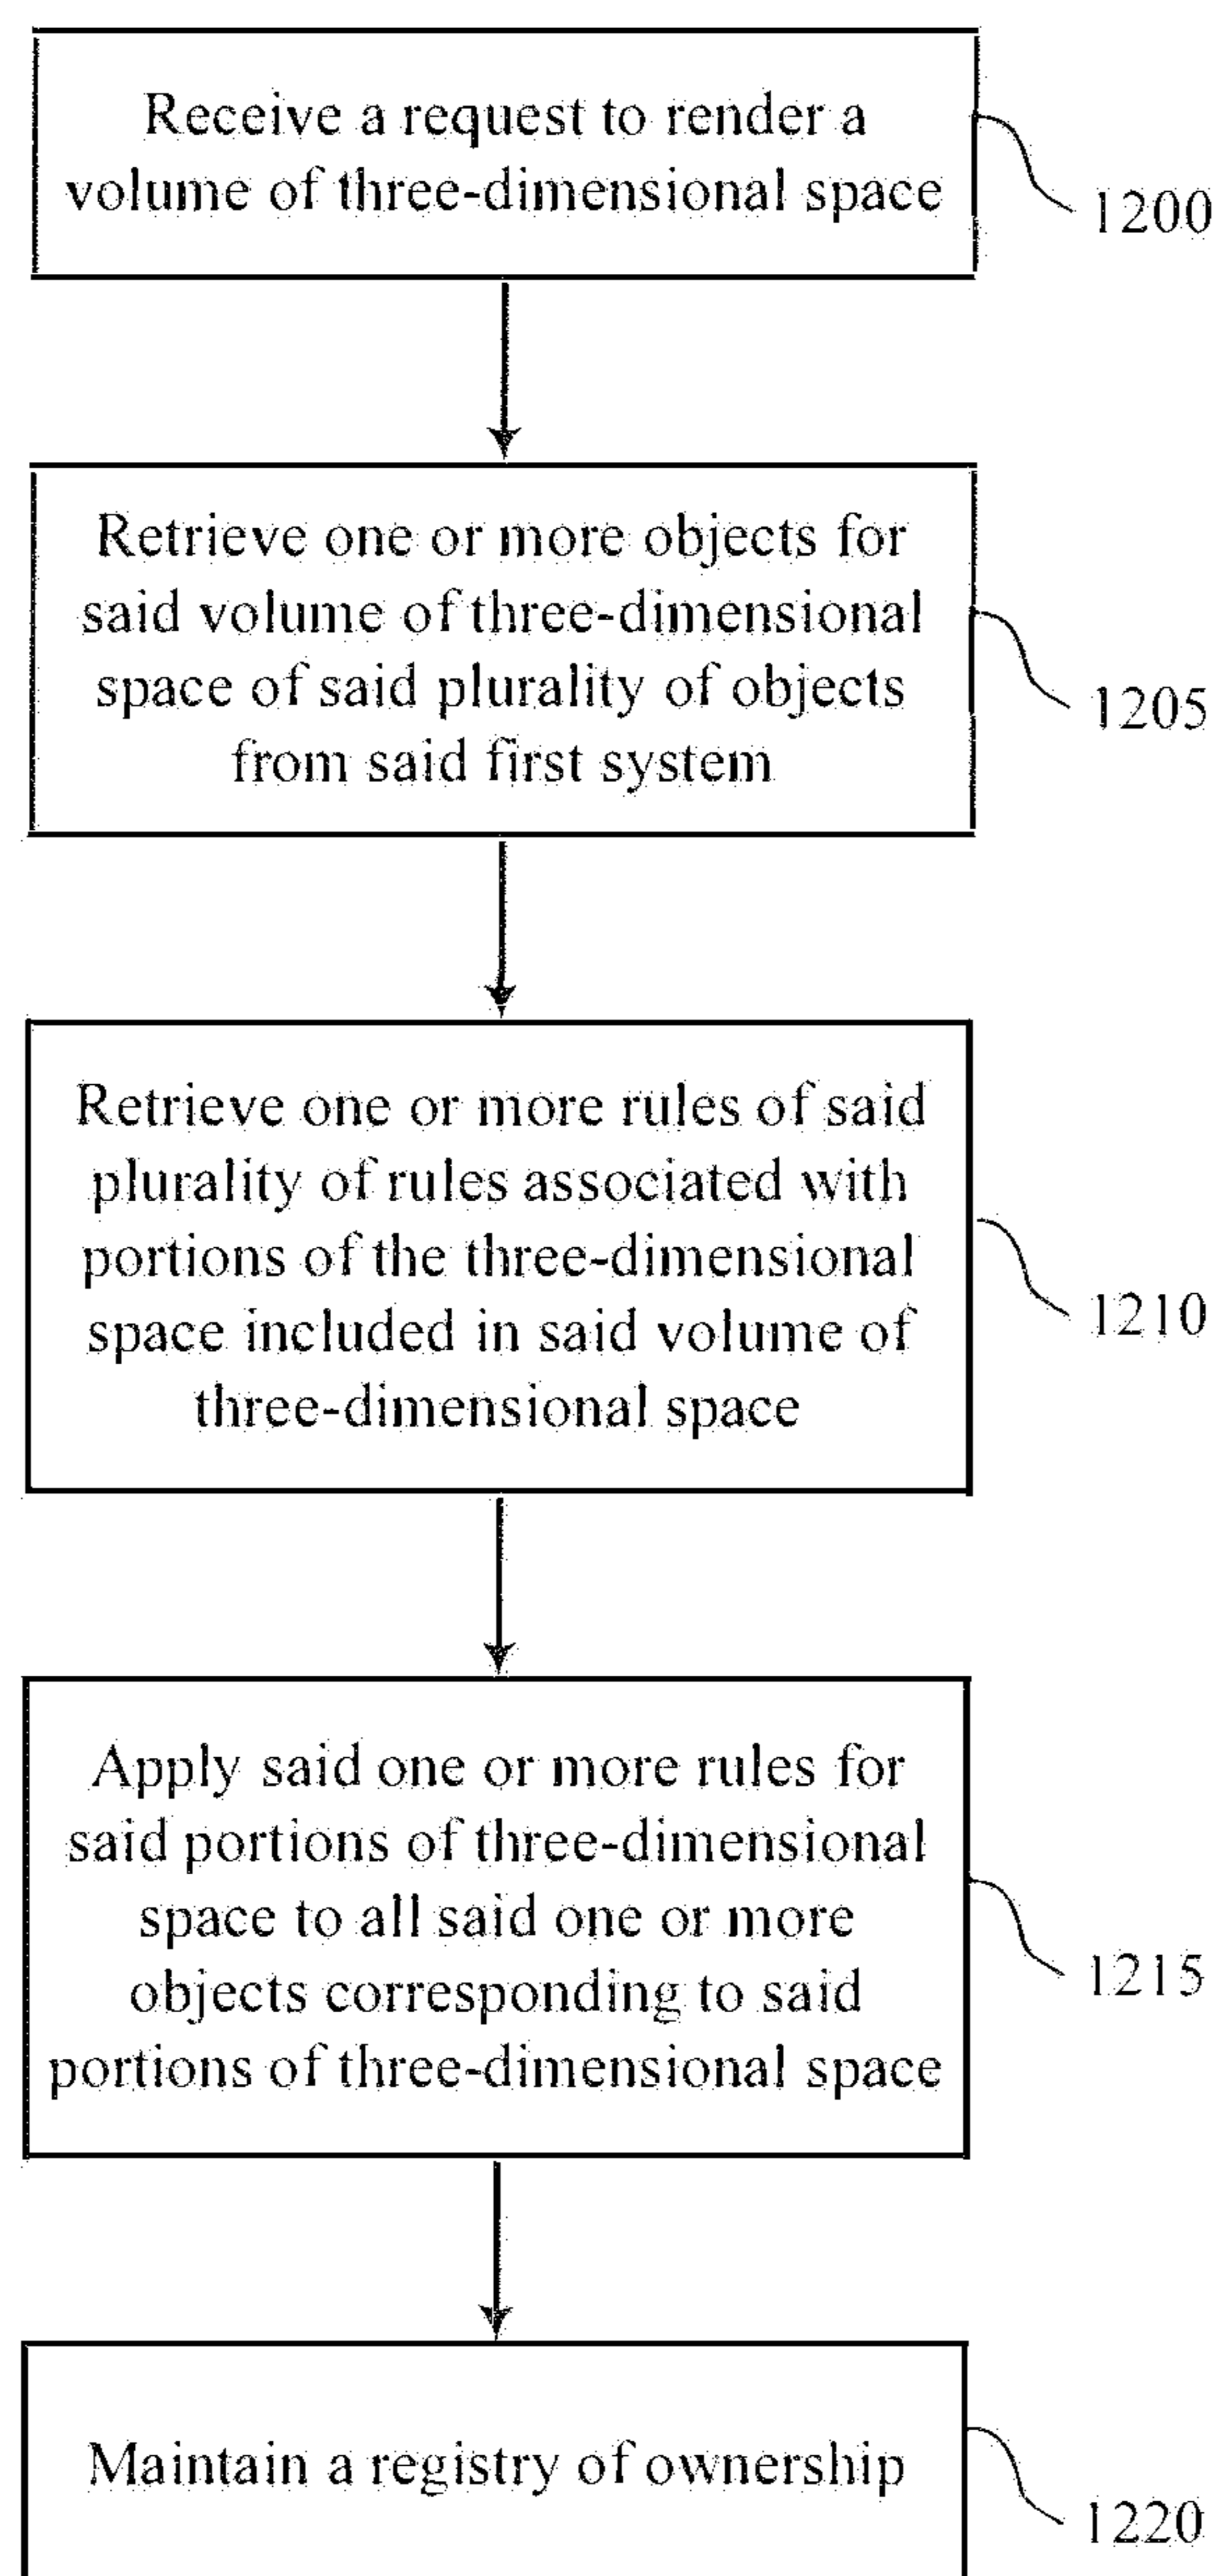 Receive a request to render a
volume of three-dimensional space
1200
Retrieve one or more objects for
said volume of three-dimensional
space of said plurality of objects
from said first system
1205
Retrieve one or more rules of said
plurality of rules associated with
portions of the three-dimensional
space included in said volume of
three-dimensional space
1210
Apply said one or more rules for
said portions of three-dimensional
space to all said one or more
objects corresponding to said
portions of three-dimensional space
1215
Maintain a registry of ownership
1220